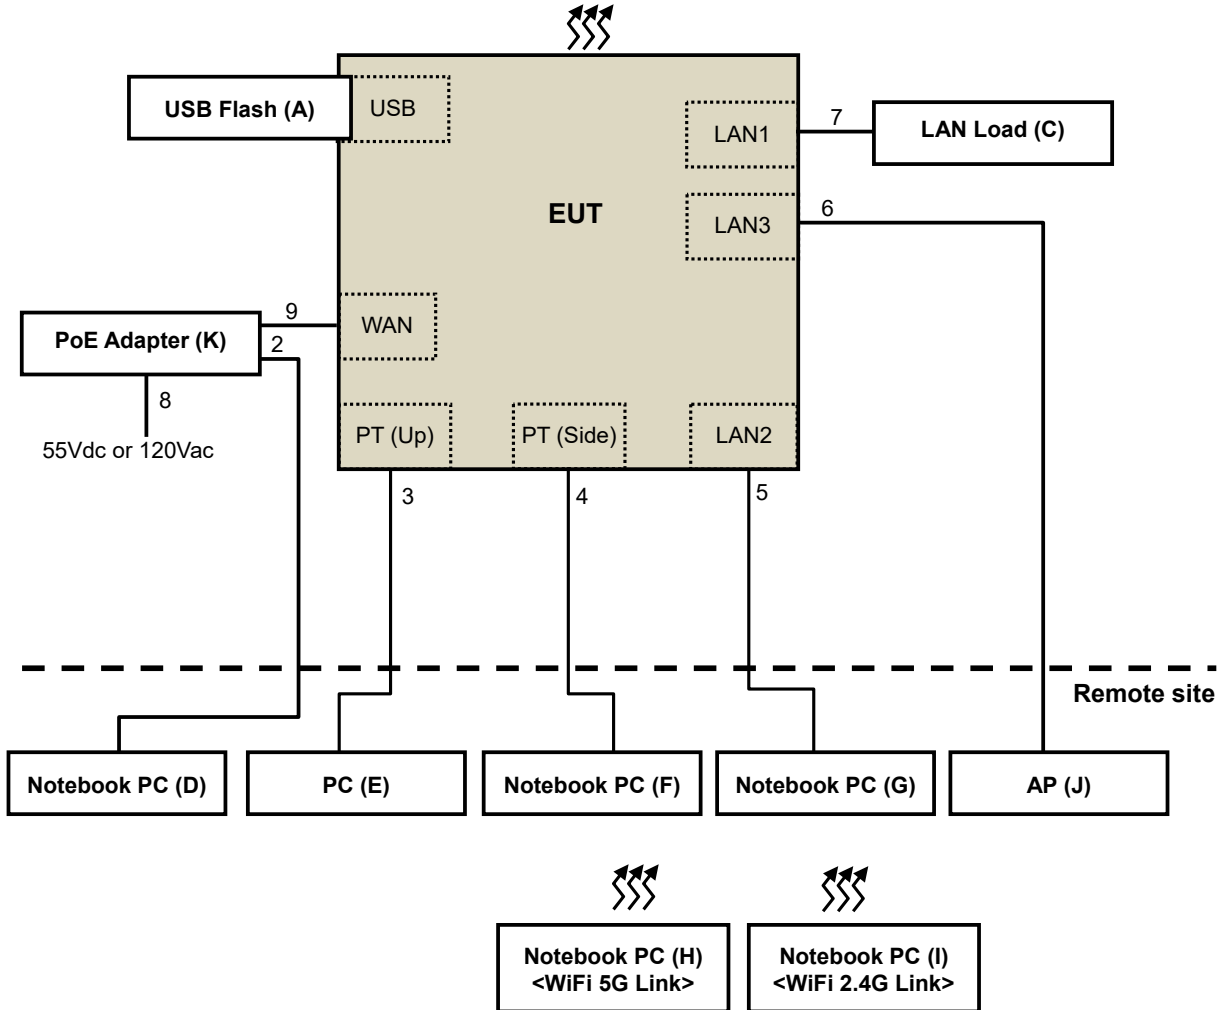 USB Flash (A)
USB
LAN1
7
LAN Load (C)
EUT
LAN3
6
9
WAN
PoE Adapter (K)
2
8
55Vdc or 120Vac
PT (Up)
PT (Side)
LAN2
3
4
5
Remote site
Notebook PC (D)
PC (E)
Notebook PC (F)
Notebook PC (G)
AP (J)
Notebook PC (H)
<WiFi 5G Link>
Notebook PC (I)
<WiFi 2.4G Link>